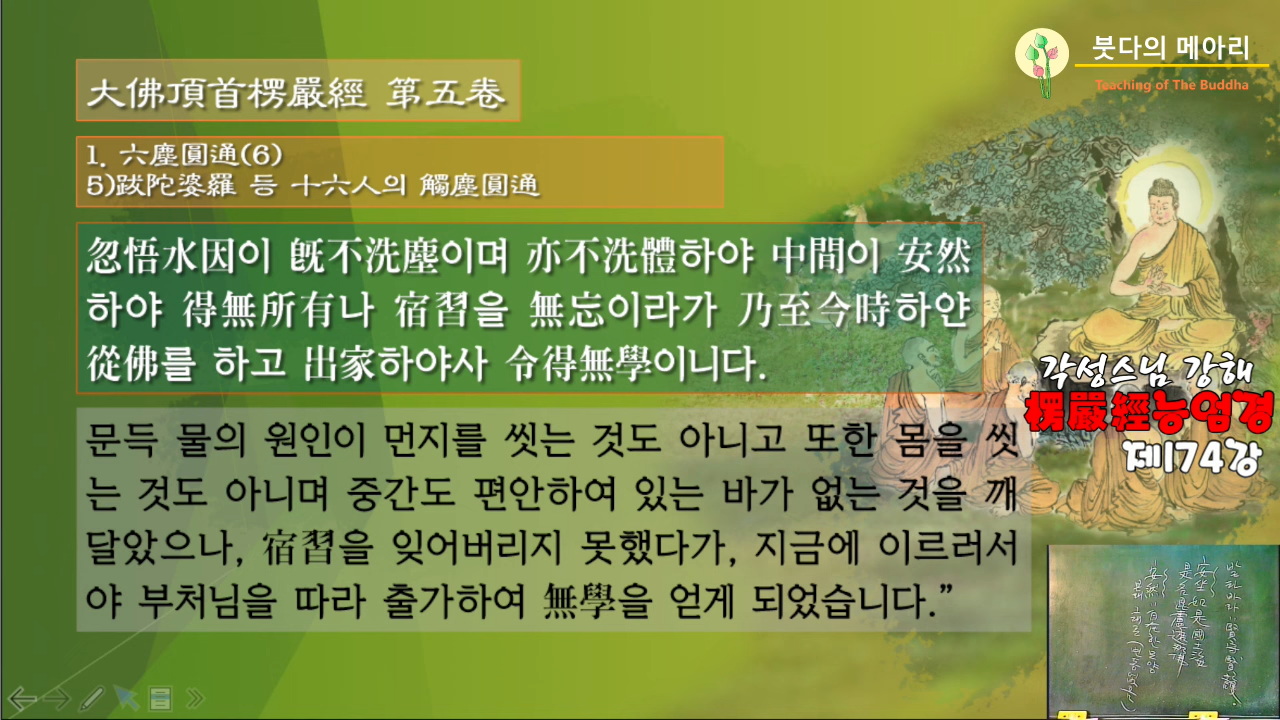 大佛頂首楞嚴經 第五卷
붓다의 메아리
Teaching of The Buddha
1. 六塵圓通(6)
5)跋陀婆羅 등 十六人의 觸塵圓通
忽悟水因이 旣不洗塵이며 亦不洗體하야 中間이 安然
하야 得無所有나 宿習을 無忘이라가 乃至今時하얀
從佛를 하고 出家하야사 令得無學이니다.
각성스님 강해
楞嚴經능엄경
제174강
문득 물의 원인이 먼지를 씻는 것도 아니고 또한 몸을 씻
는 것도 아니며 중간도 편안하여 있는 바가 없는 것을 깨
달았으나, 宿習을 잊어버리지 못했다가, 지금에 이르러서
야 부처님을 따라 출가하여 無學을 얻게 되었습니다.”